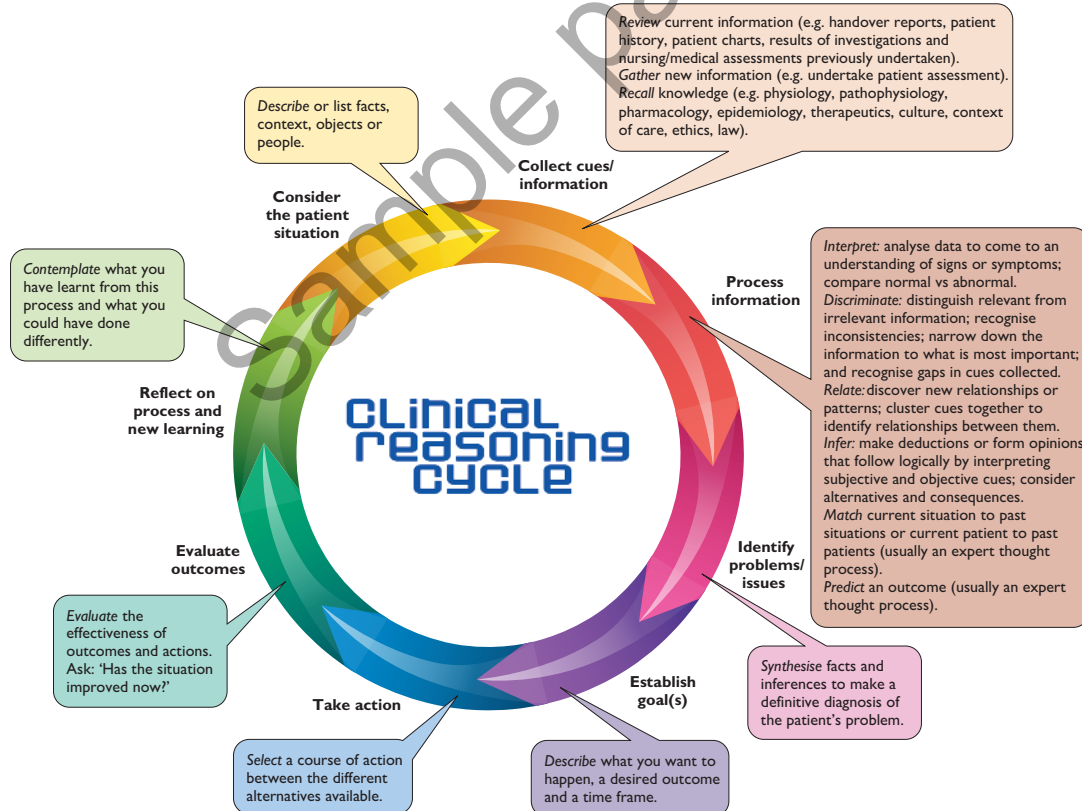 Review current information (e.g. handover reports, patient
history, patient charts, results of investigations and
nursing/medical assessments previously undertaken).
Gather new information (e.g. undertake patient assessment).
Recall knowledge (e.g. physiology, pathophysiology,
pharmacology, epidemiology, therapeutics, culture, context
of care, ethics, law).
Describe or list facts,
context, objects or
people.
Collect cues/
information
Consider
the patient
situation
Interpret: analyse data to come to an
understanding of signs or symptoms;
compare normal vs abnormal.
Discriminate: distinguish relevant from
irrelevant information; recognise
inconsistencies; narrow down the
information to what is most important;
and recognise gaps in cues collected.
Relate: discover new relationships or
patterns; cluster cues together to
identify relationships between them.
Infer: make deductions or form opinions
that follow logically by interpreting
subjective and objective cues; consider
alternatives and consequences.
Match current situation to past
situations or current patient to past
patients (usually an expert thought
process).
Predict an outcome (usually an expert
thought process).
Process
information
Contemplate what you
have learnt from this
process and what you
could have done
differently.
Reflect on
process and
new learning
CLINICAL
REASONING
CYCLE
Identify
problems/
issues
Evaluate
outcomes
Evaluate the
effectiveness of
outcomes and actions.
Ask: ‘Has the situation
improved now?’
Synthesise facts and
inferences to make a
definitive diagnosis of
the patient’s problem.
Establish
goal(s)
Take action
Select a course of action
between the different
alternatives available.
Describe what you want to
happen, a desired outcome
and a time frame.
Sample